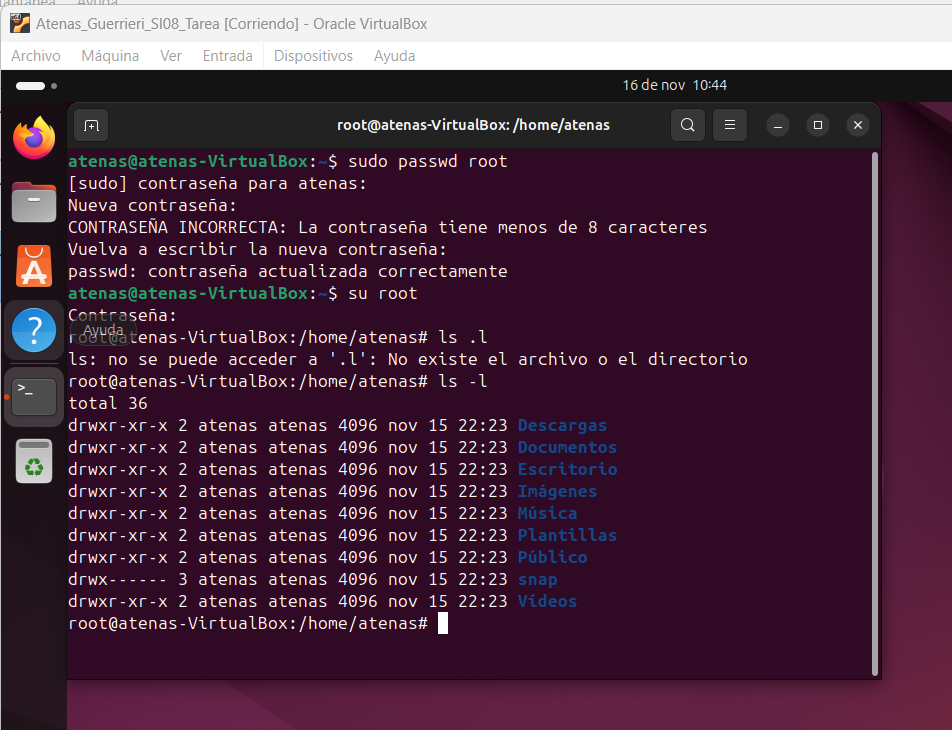 Atenas_Guerrieri_SI08_Tarea [Corriendo] - Oracle VirtualBox
Archivo Máquina Ver Entrada Dispositivos Ayuda
16 de nov 10:44
root@atenas-VirtualBox: /home/atenas
atenas@atenas-VirtualBox:~$ sudo passwd root
[sudo] contraseña para atenas:
Nueva contraseña:
CONTRASEÑA INCORRECTA: La contraseña tiene menos de 8 caracteres
Vuelva a escribir la nueva contraseña:
passwd: contraseña actualizada correctamente
atenas@atenas-VirtualBox:~$ su root
Contraseña:
Ayuda
root@atenas-VirtualBox:/home/atenas# ls .l
ls: no se puede acceder a '.l': No existe el archivo o el directorio
root@atenas-VirtualBox:/home/atenas# ls -l
total 36
drwxr-xr-x 2 atenas atenas 4096 nov 15 22:23 Descargas
drwxr-xr-x 2 atenas atenas 4096 nov 15 22:23 Documentos
drwxr-xr-x 2 atenas atenas 4096 nov 15 22:23 Escritorio
drwxr-xr-x 2 atenas atenas 4096 nov 15 22:23 Imágenes
drwxr-xr-x 2 atenas atenas 4096 nov 15 22:23 Música
drwxr-xr-x 2 atenas atenas 4096 nov 15 22:23 Plantillas
drwxr-xr-x 2 atenas atenas 4096 nov 15 22:23 Público
drwx------ 3 atenas atenas 4096 nov 15 22:23 snap
drwxr-xr-x 2 atenas atenas 4096 nov 15 22:23 Vídeos
root@atenas-VirtualBox:/home/atenas#